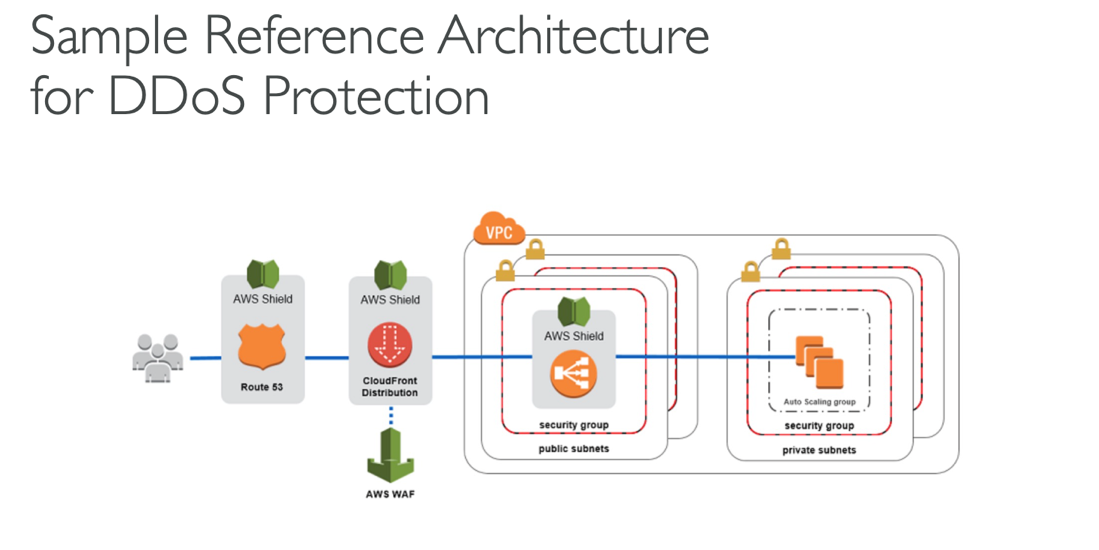 Sample Reference Architecture
for DDoS Protection
VPC
AWS Shield
Route 53
AWS Shield
CloudFront
Distribution
AWS WAF
AWS Shield
security group
public subnets
Auto Scaling group
security group
private subnets